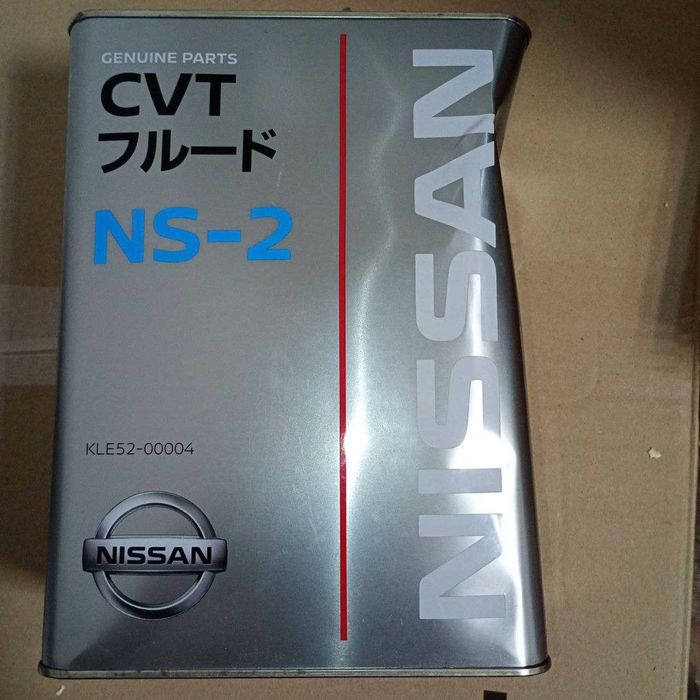 GENUINE PARTS
CVT
フルード
NS-2
KLE52-00004
NISSAN
NISSAN